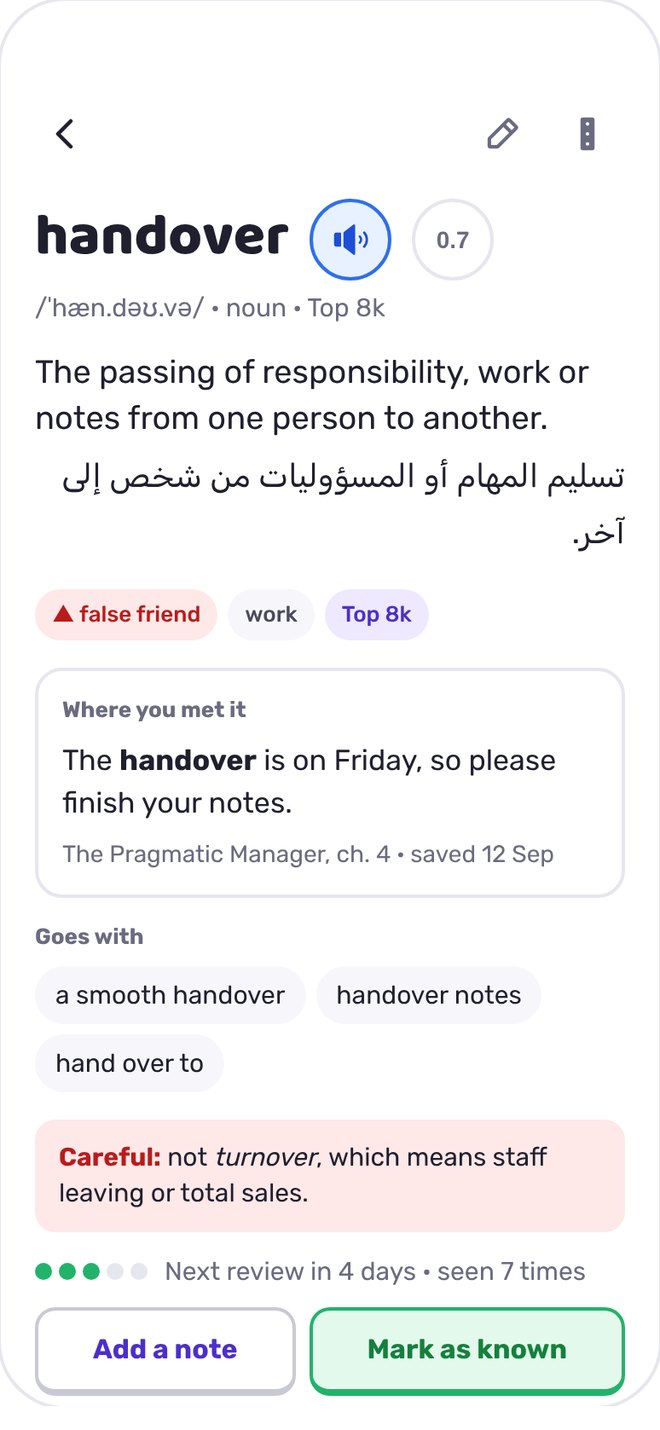 handover
0.7
/ˈhæn.dəʊ.və/ • noun • Top 8k
The passing of responsibility, work or
notes from one person to another.
تسليم المهام أو المسؤوليات من شخص إلى
آخر.
false friend
work
Top 8k
Where you met it
The handover is on Friday, so please
finish your notes.
The Pragmatic Manager, ch. 4 • saved 12 Sep
Goes with
a smooth handover
handover notes
hand over to
Careful: not turnover, which means staff
leaving or total sales.
Next review in 4 days • seen 7 times
Add a note
Mark as known